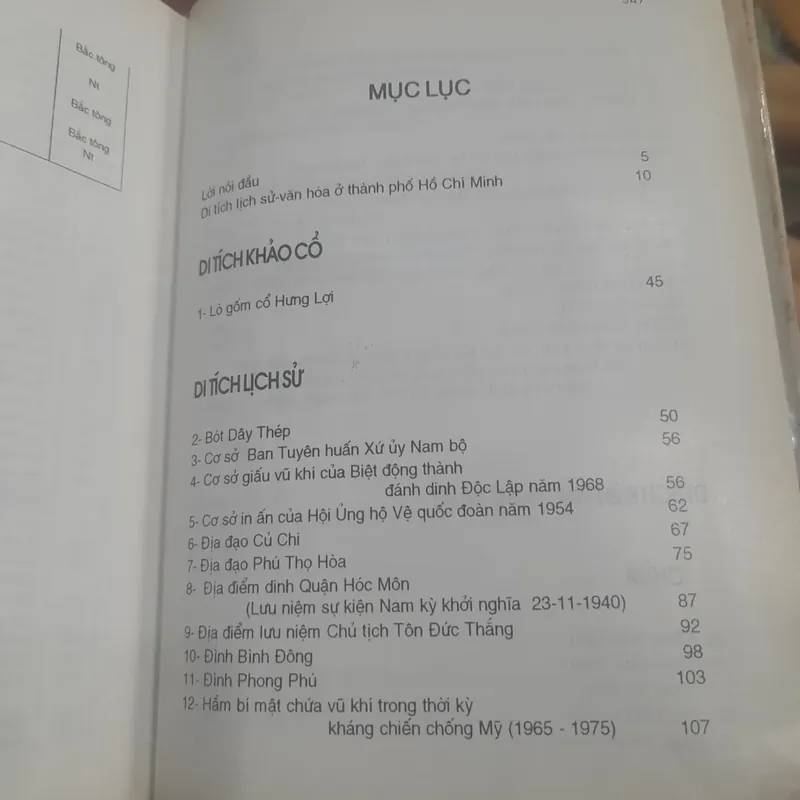 Bắc tông
Nt
Bắc tông
Bắc tông
Nt
347
MỤC LỤC
Lời nói đầu 5
Di tích lịch sử-văn hóa ở thành phố Hồ Chí Minh 10
DI TÍCH KHẢO CỔ
1- Lò gốm cổ Hưng Lợi 45
DI TÍCH LỊCH SỬ
2- Bót Dây Thép 50
3- Cơ sở Ban Tuyên huấn Xứ ủy Nam bộ 56
4- Cơ sở giấu vũ khí của Biệt động thành
đánh dinh Độc Lập năm 1968 56
5- Cơ sở in ấn của Hội Ủng hộ Vệ quốc đoàn năm 1954 62
6- Địa đạo Củ Chi 67
7- Địa đạo Phú Thọ Hòa 75
8- Địa điểm dinh Quận Hóc Môn
(Lưu niệm sự kiện Nam kỳ khởi nghĩa 23-11-1940) 87
9- Địa điểm lưu niệm Chủ tịch Tôn Đức Thắng 92
10- Đình Bình Đông 98
11- Đình Phong Phú 103
12- Hầm bí mật chứa vũ khí trong thời kỳ
kháng chiến chống Mỹ (1965 - 1975) 107